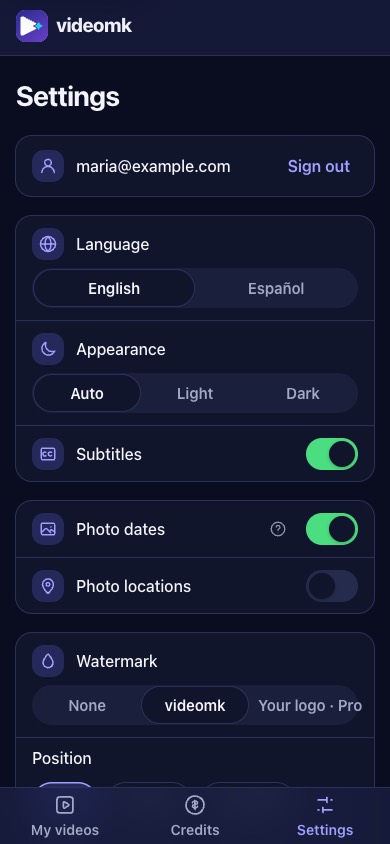 videomk
Settings
maria@example.com Sign out
Language
English Español
Appearance
Auto Light Dark
CC Subtitles
Photo dates ?
Photo locations
Watermark
None videomk Your logo · Pro
Position
My videos Credits Settings